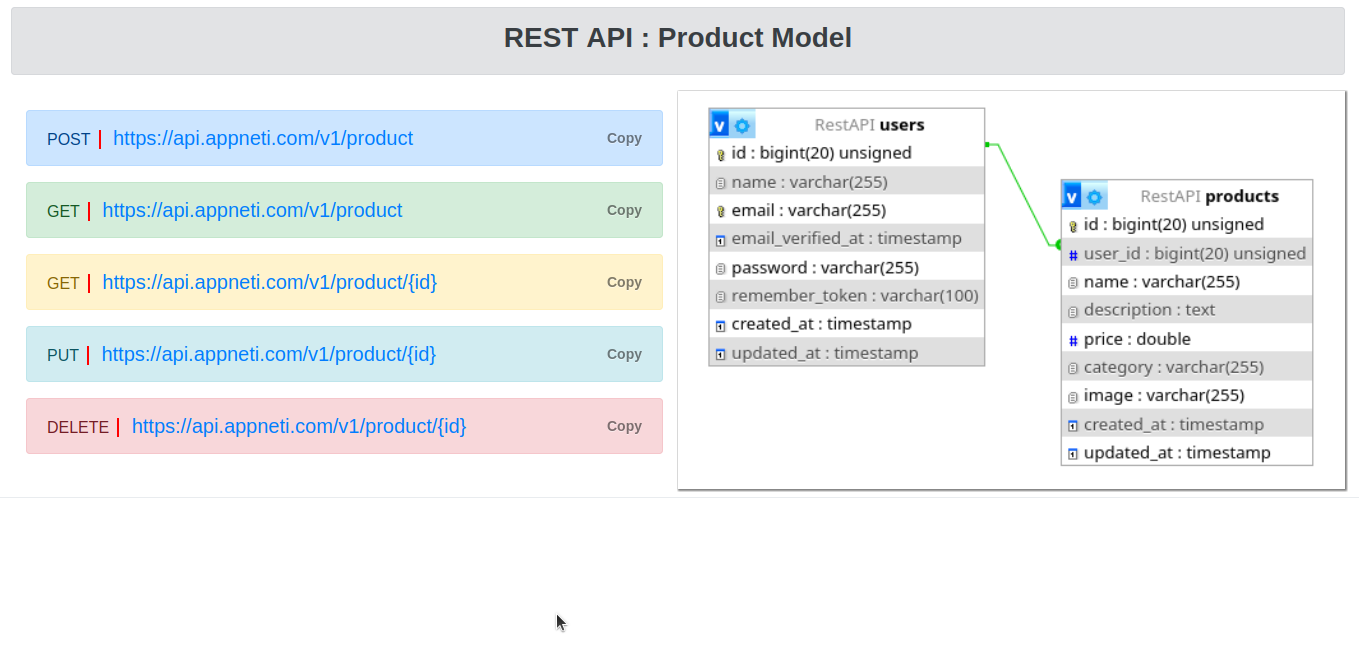 REST API : Product Model
POST | https://api.appneti.com/v1/product Copy
GET | https://api.appneti.com/v1/product Copy
GET | https://api.appneti.com/v1/product/{id} Copy
PUT | https://api.appneti.com/v1/product/{id} Copy
DELETE | https://api.appneti.com/v1/product/{id} Copy
v RestAPI users
id : bigint(20) unsigned
name : varchar(255)
email : varchar(255)
email_verified_at : timestamp
password : varchar(255)
remember_token : varchar(100)
created_at : timestamp
updated_at : timestamp
v RestAPI products
id : bigint(20) unsigned
# user_id : bigint(20) unsigned
name : varchar(255)
description : text
# price : double
category : varchar(255)
image : varchar(255)
created_at : timestamp
updated_at : timestamp